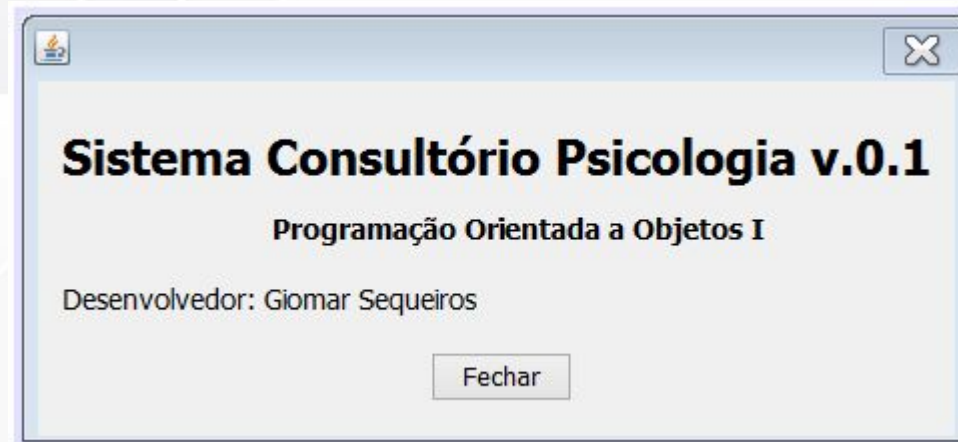 Sistema Consultório Psicologia v.0.1
Programação Orientada a Objetos I
Desenvolvedor: Giomar Sequeiros
Fechar